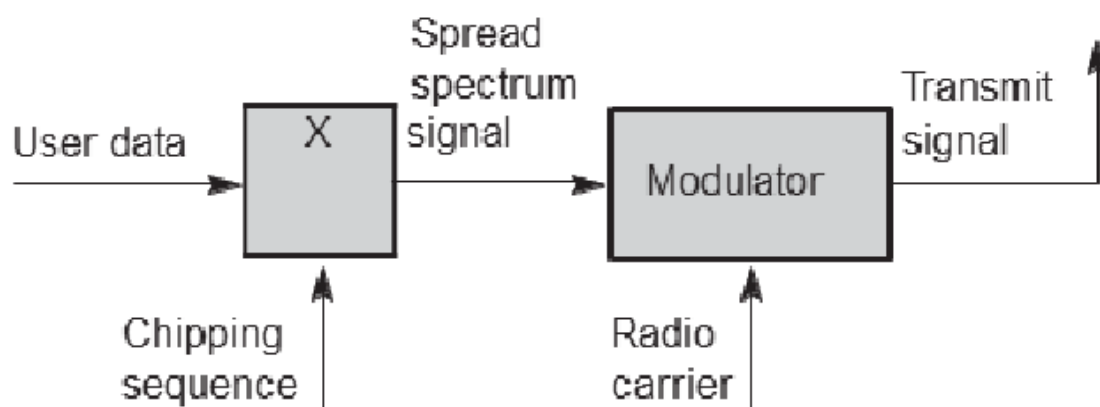 User data
X
Spread
spectrum
signal
Modulator
Transmit
signal
Chipping
sequence
Radio
carrier